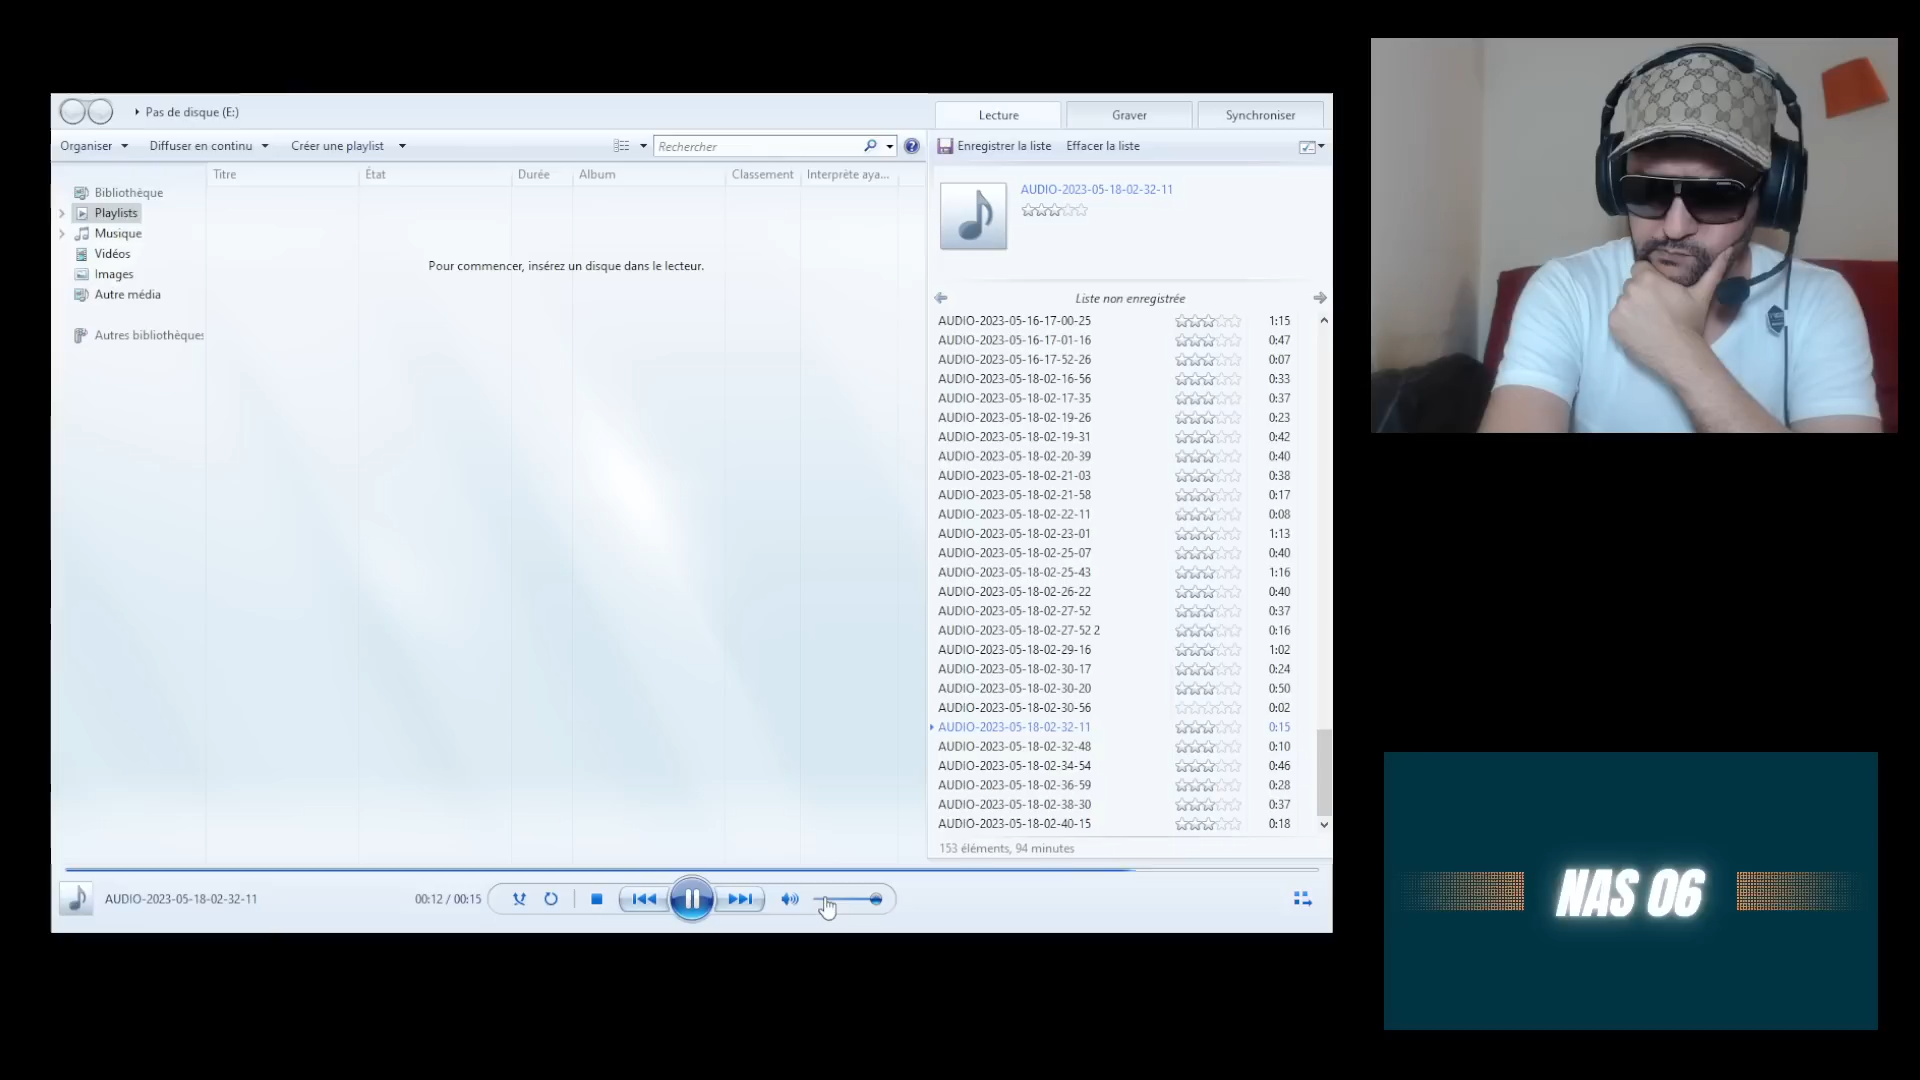 Pas de disque (E:)
Lecture
Graver
Synchroniser
Organiser
Diffuser en continu
Créer une playlist
Rechercher
Enregistrer la liste
Effacer la liste
Titre
État
Durée
Album
Classement
Interprète aya...
Bibliothèque
Playlists
Musique
Vidéos
Images
Autre média
Autres bibliothèques
Pour commencer, insérez un disque dans le lecteur.
AUDIO-2023-05-18-02-32-11
Liste non enregistrée
AUDIO-2023-05-16-17-00-25 1:15
AUDIO-2023-05-16-17-01-16 0:47
AUDIO-2023-05-16-17-52-26 0:07
AUDIO-2023-05-18-02-16-56 0:33
AUDIO-2023-05-18-02-17-35 0:37
AUDIO-2023-05-18-02-19-26 0:23
AUDIO-2023-05-18-02-19-31 0:42
AUDIO-2023-05-18-02-20-39 0:40
AUDIO-2023-05-18-02-21-03 0:38
AUDIO-2023-05-18-02-21-58 0:17
AUDIO-2023-05-18-02-22-11 0:08
AUDIO-2023-05-18-02-23-01 1:13
AUDIO-2023-05-18-02-25-07 0:40
AUDIO-2023-05-18-02-25-43 1:16
AUDIO-2023-05-18-02-26-22 0:40
AUDIO-2023-05-18-02-27-52 0:37
AUDIO-2023-05-18-02-27-52 2 0:16
AUDIO-2023-05-18-02-29-16 1:02
AUDIO-2023-05-18-02-30-17 0:24
AUDIO-2023-05-18-02-30-20 0:50
AUDIO-2023-05-18-02-30-56 0:02
AUDIO-2023-05-18-02-32-11 0:15
AUDIO-2023-05-18-02-32-48 0:10
AUDIO-2023-05-18-02-34-54 0:46
AUDIO-2023-05-18-02-36-59 0:28
AUDIO-2023-05-18-02-38-30 0:37
AUDIO-2023-05-18-02-40-15 0:18
153 éléments, 94 minutes
AUDIO-2023-05-18-02-32-11
00:12 / 00:15
NAS 06